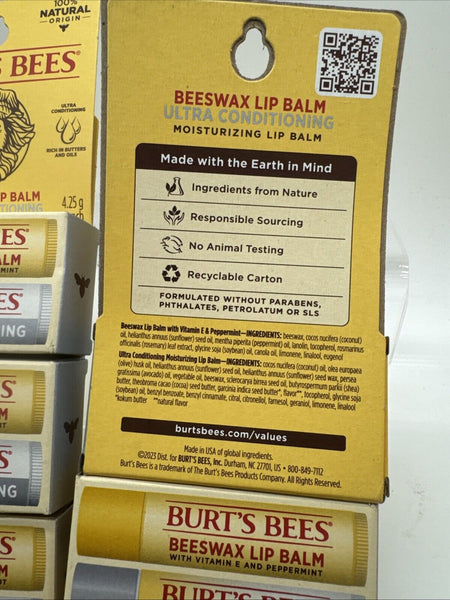 100%
NATURAL
ORIGIN
'S BEES®
ULTRA
CONDITIONING
RICH IN BUTTERS
AND OILS
IP BALM
4.25 g
BEESWAX LIP BALM
ULTRA CONDITIONING
MOISTURIZING LIP BALM
Made with the Earth in Mind
Ingredients from Nature
Responsible Sourcing
No Animal Testing
Recyclable Carton
FORMULATED WITHOUT PARABENS,
PHTHALATES, PETROLATUM OR SLS
Beeswax Lip Balm with Vitamin E & Peppermint—INGREDIENTS: beeswax, cocos nucifera (coconut)
oil, helianthus annuus (sunflower) seed oil, mentha piperita (peppermint) oil, lanolin, tocopherol, rosmarinus
officinalis (rosemary) leaf extract, glycine soja (soybean) oil, canola oil, limonene, linalool, eugenol
Ultra Conditioning Moisturizing Lip Balm—INGREDIENTS: cocos nucifera (coconut) oil, olea europaea
(olive) husk oil, helianthus annuus (sunflower) seed oil, helianthus annuus (sunflower) seed wax, persea
gratissima (avocado) oil, vegetable oil, beeswax, sclerocarya birrea seed oil, butyrospermum parkii (shea)
butter, theobroma cacao (cocoa) seed butter, garcinia indica seed butter*, flavor**, tocopherol, glycine soja
(soybean) oil, benzyl benzoate, benzyl cinnamate, citral, citronellol, farnesol, geraniol, limonene, linalool
*kokum butter **natural flavor
burtsbees.com/values
Made in USA of global ingredients.
©2023 Dist. for BURT'S BEES, Inc. Durham, NC 27701, US • 800-849-7112
Burt's Bees is a trademark of The Burt's Bees Products Company. All Rights Reserved.
EES®
BALM
MINT
BURT'S BEES®
BEESWAX LIP BALM
WITH VITAMIN E AND PEPPERMINT